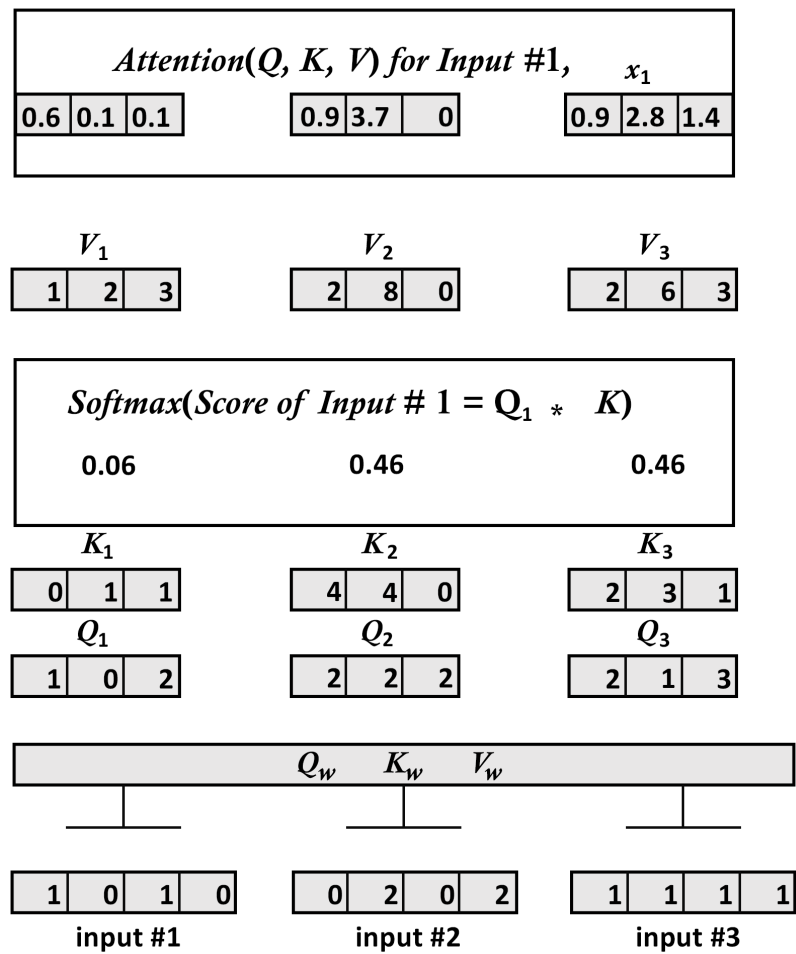 Attention(Q, K, V) for Input #1, x1
0.6 0.1 0.1 0.9 3.7 0 0.9 2.8 1.4
V1 V2 V3
1 2 3 2 8 0 2 6 3
Softmax(Score of Input # 1 = Q1 * K)
0.06 0.46 0.46
K1 K2 K3
0 1 1 4 4 0 2 3 1
Q1 Q2 Q3
1 0 2 2 2 2 2 1 3
Qw Kw Vw
1 0 1 0 0 2 0 2 1 1 1 1
input #1 input #2 input #3